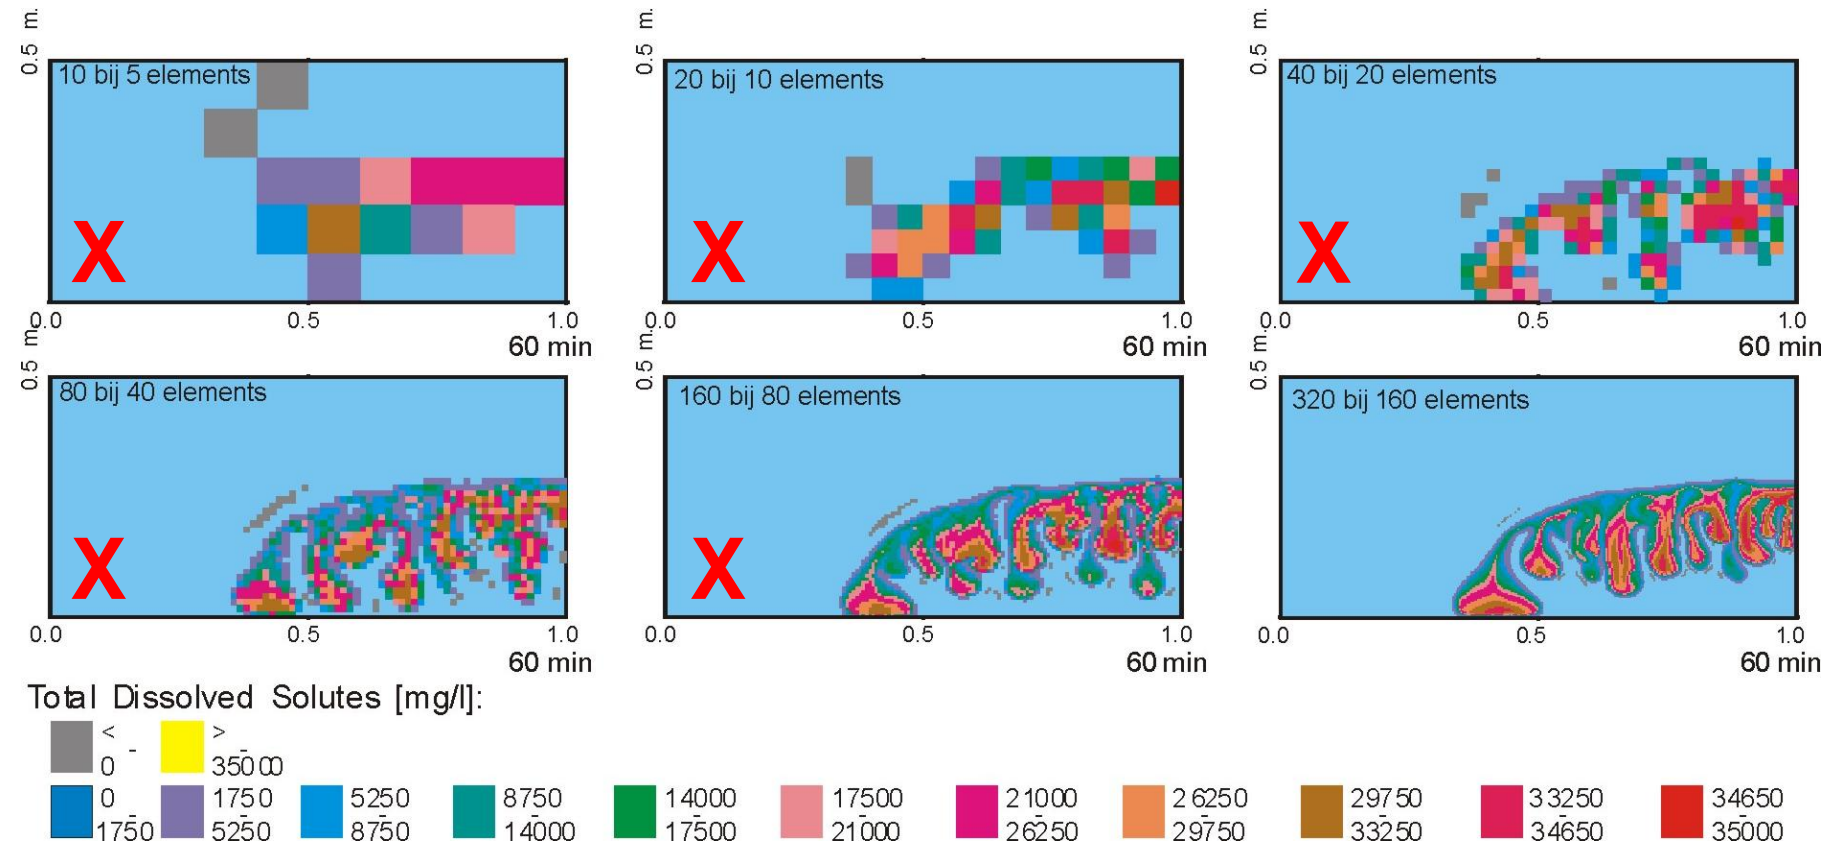 0.5 m.
10 bij 5 elements
X
0.0 0.5 1.0
60 min
0.5 m.
20 bij 10 elements
X
0.0 0.5 1.0
60 min
0.5 m.
40 bij 20 elements
X
0.0 0.5 1.0
60 min
0.5 m.
80 bij 40 elements
X
0.0 0.5 1.0
60 min
0.5 m.
160 bij 80 elements
X
0.0 0.5 1.0
60 min
0.5 m.
320 bij 160 elements
0.0 0.5 1.0
60 min
Total Dissolved Solutes [mg/l]:
< - 0
> - 35000
0 - 1750
1750 - 5250
5250 - 8750
8750 - 14000
14000 - 17500
17500 - 21000
21000 - 26250
26250 - 29750
29750 - 33250
33250 - 34650
34650 - 35000